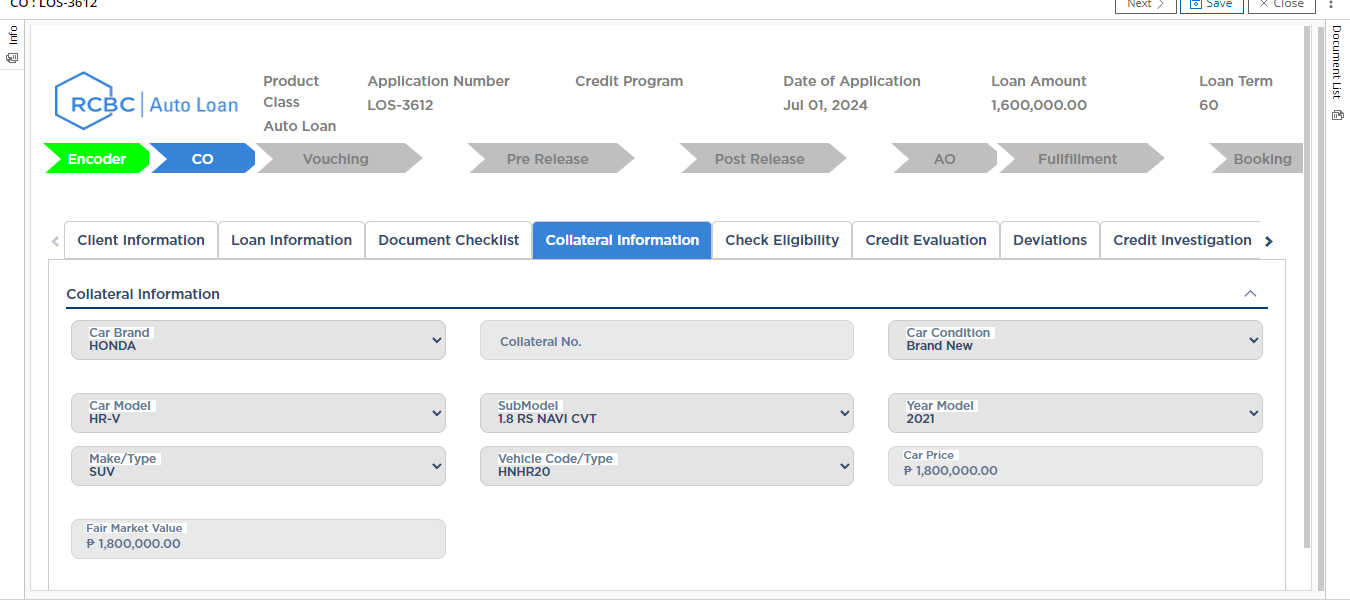 CO : LOS-3612
Next
Save
Close
Info
Document List
RCBC Auto Loan
Product Class
Auto Loan
Application Number
LOS-3612
Credit Program
Date of Application
Jul 01, 2024
Loan Amount
1,600,000.00
Loan Term
60
Encoder
CO
Vouching
Pre Release
Post Release
AO
Fullfillment
Booking
Client Information
Loan Information
Document Checklist
Collateral Information
Check Eligibility
Credit Evaluation
Deviations
Credit Investigation
Collateral Information
Car Brand
HONDA
Collateral No.
Car Condition
Brand New
Car Model
HR-V
SubModel
1.8 RS NAVI CVT
Year Model
2021
Make/Type
SUV
Vehicle Code/Type
HNHR20
Car Price
₱ 1,800,000.00
Fair Market Value
₱ 1,800,000.00